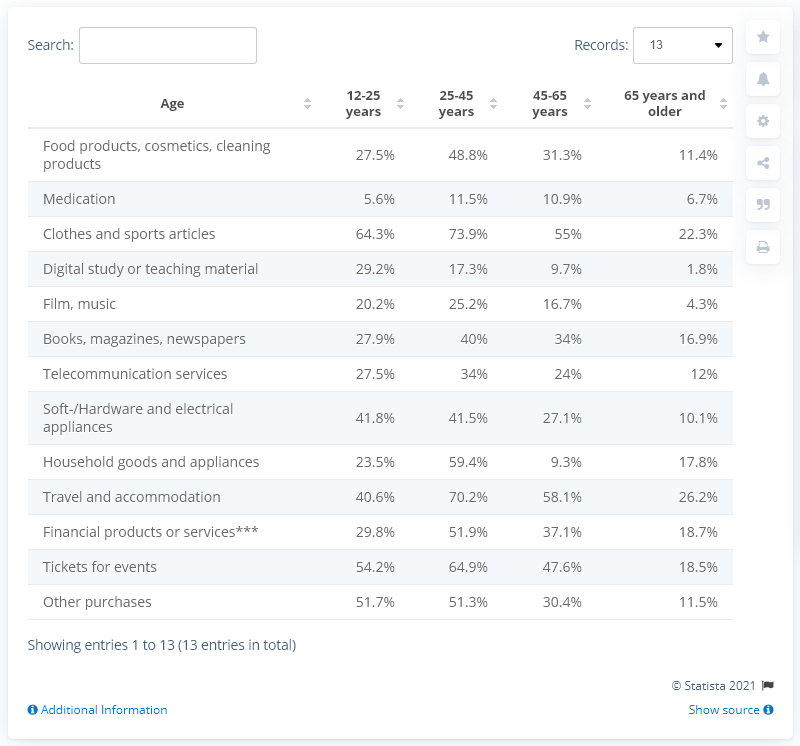 Search:
Records: 13
Age 12-25 years 25-45 years 45-65 years 65 years and older
Food products, cosmetics, cleaning products 27.5% 48.8% 31.3% 11.4%
Medication 5.6% 11.5% 10.9% 6.7%
Clothes and sports articles 64.3% 73.9% 55% 22.3%
Digital study or teaching material 29.2% 17.3% 9.7% 1.8%
Film, music 20.2% 25.2% 16.7% 4.3%
Books, magazines, newspapers 27.9% 40% 34% 16.9%
Telecommunication services 27.5% 34% 24% 12%
Soft-/Hardware and electrical appliances 41.8% 41.5% 27.1% 10.1%
Household goods and appliances 23.5% 59.4% 9.3% 17.8%
Travel and accommodation 40.6% 70.2% 58.1% 26.2%
Financial products or services*** 29.8% 51.9% 37.1% 18.7%
Tickets for events 54.2% 64.9% 47.6% 18.5%
Other purchases 51.7% 51.3% 30.4% 11.5%
Showing entries 1 to 13 (13 entries in total)
© Statista 2021
Additional Information
Show source